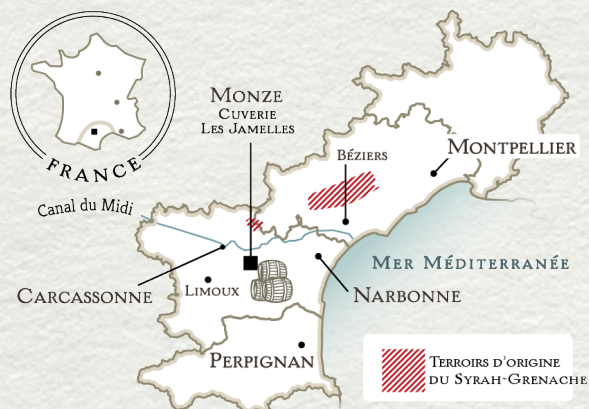 FRANCE
Canal du Midi
Monze
Cuverie
Les Jamelles
Béziers
Montpellier
Mer Méditerranée
Carcassonne
Limoux
Narbonne
Perpignan
Terroirs d'origine
du Syrah-Grenache